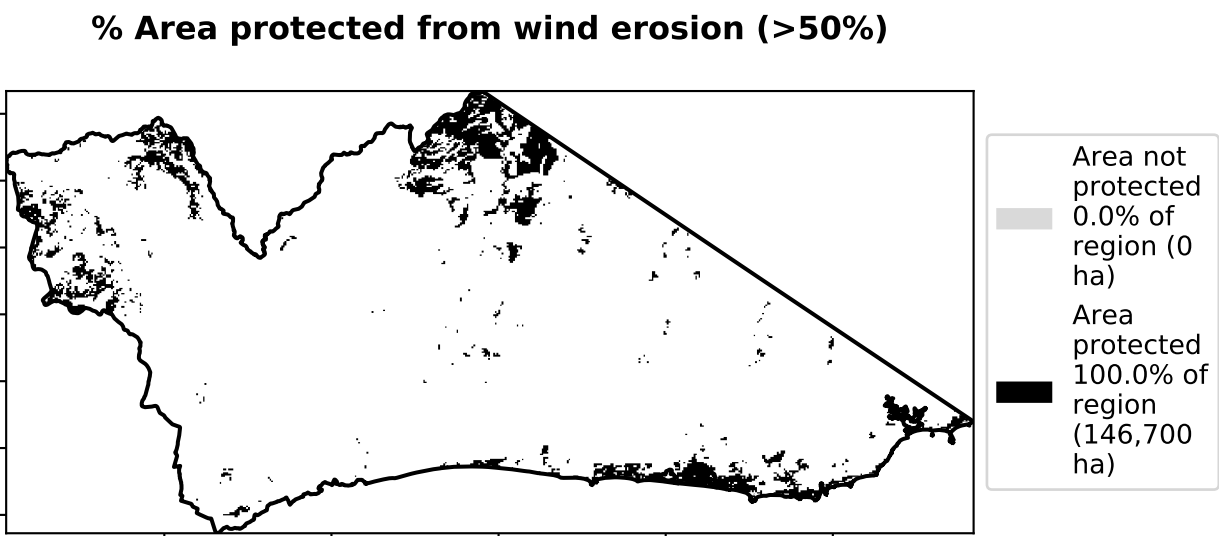 % Area protected from wind erosion (>50%)
Area not
protected
0.0% of
region (0
ha)
Area
protected
100.0% of
region
(146,700
ha)